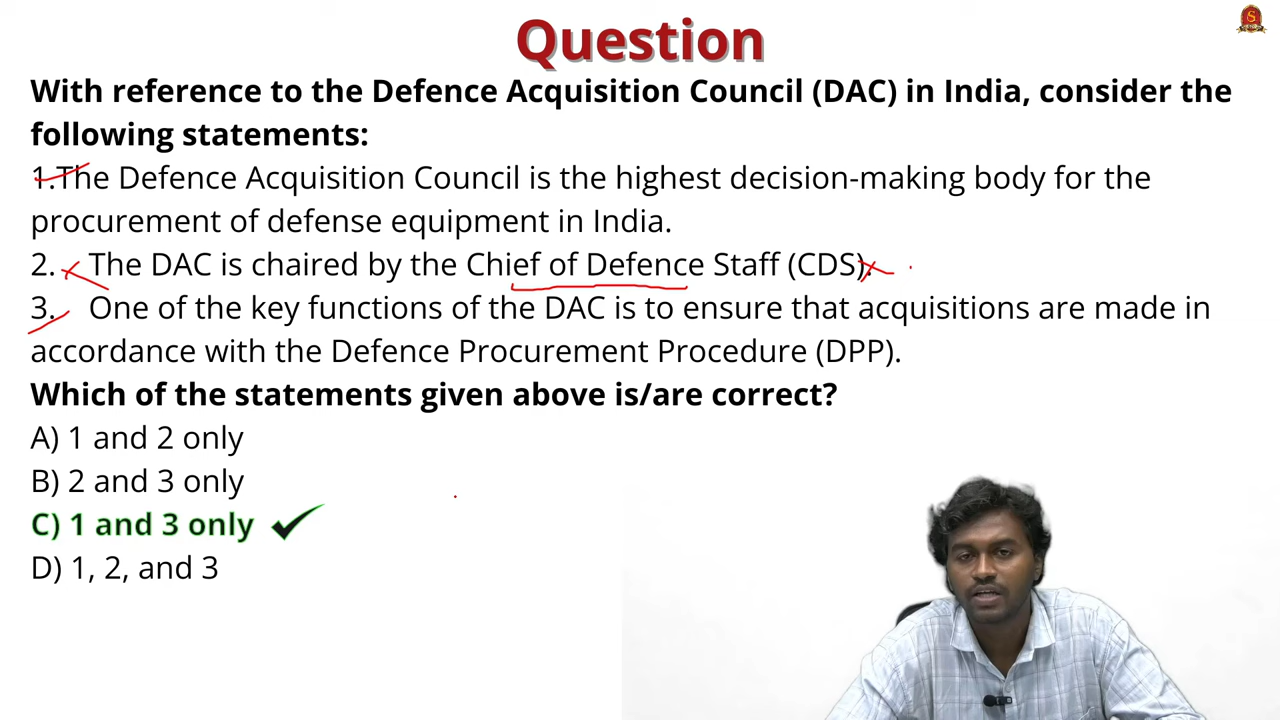 Question
With reference to the Defence Acquisition Council (DAC) in India, consider the
following statements:
1.The Defence Acquisition Council is the highest decision-making body for the
procurement of defense equipment in India.
2. The DAC is chaired by the Chief of Defence Staff (CDS).
3. One of the key functions of the DAC is to ensure that acquisitions are made in
accordance with the Defence Procurement Procedure (DPP).
Which of the statements given above is/are correct?
A) 1 and 2 only
B) 2 and 3 only
C) 1 and 3 only
D) 1, 2, and 3